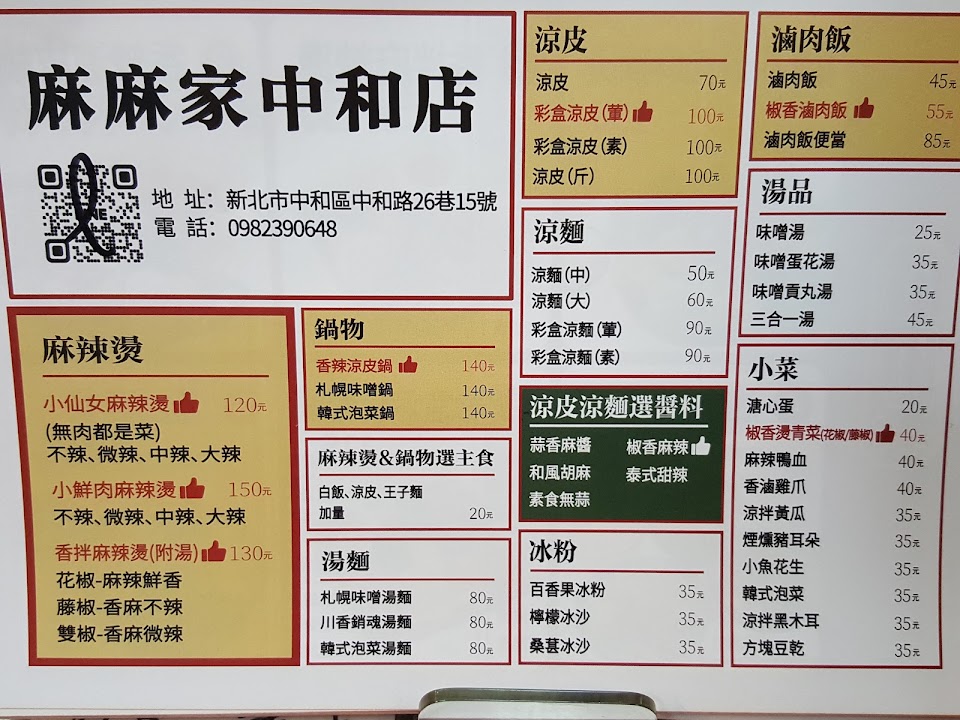 麻麻家中和店
地 址: 新北市中和區中和路26巷15號
電 話: 0982390648
麻辣燙
小仙女麻辣燙 120元
(無肉都是菜)
不辣、微辣、中辣、大辣
小鮮肉麻辣燙 150元
不辣、微辣、中辣、大辣
香拌麻辣燙(附湯) 130元
花椒-麻辣鮮香
藤椒-香麻不辣
雙椒-香麻微辣
鍋物
香辣涼皮鍋 140元
札幌味噌鍋 140元
韓式泡菜鍋 140元
麻辣燙&鍋物選主食
白飯、涼皮、王子麵
加量 20元
湯麵
札幌味噌湯麵 80元
川香銷魂湯麵 80元
韓式泡菜湯麵 80元
涼皮
涼皮 70元
彩盒涼皮(葷) 100元
彩盒涼皮(素) 100元
涼皮(斤) 100元
涼麵
涼麵(中) 50元
涼麵(大) 60元
彩盒涼麵(葷) 90元
彩盒涼麵(素) 90元
涼皮涼麵選醬料
蒜香麻醬 椒香麻辣
和風胡麻 泰式甜辣
素食無蒜
冰粉
百香果冰粉 35元
檸檬冰沙 35元
桑葚冰沙 35元
滷肉飯
滷肉飯 45元
椒香滷肉飯 55元
滷肉飯便當 85元
湯品
味噌湯 25元
味噌蛋花湯 35元
味噌貢丸湯 35元
三合一湯 45元
小菜
溏心蛋 20元
椒香燙青菜(花椒/藤椒) 40元
麻辣鴨血 40元
香滷雞爪 40元
涼拌黃瓜 35元
煙燻豬耳朵 35元
小魚花生 35元
韓式泡菜 35元
涼拌黑木耳 35元
方塊豆乾 35元